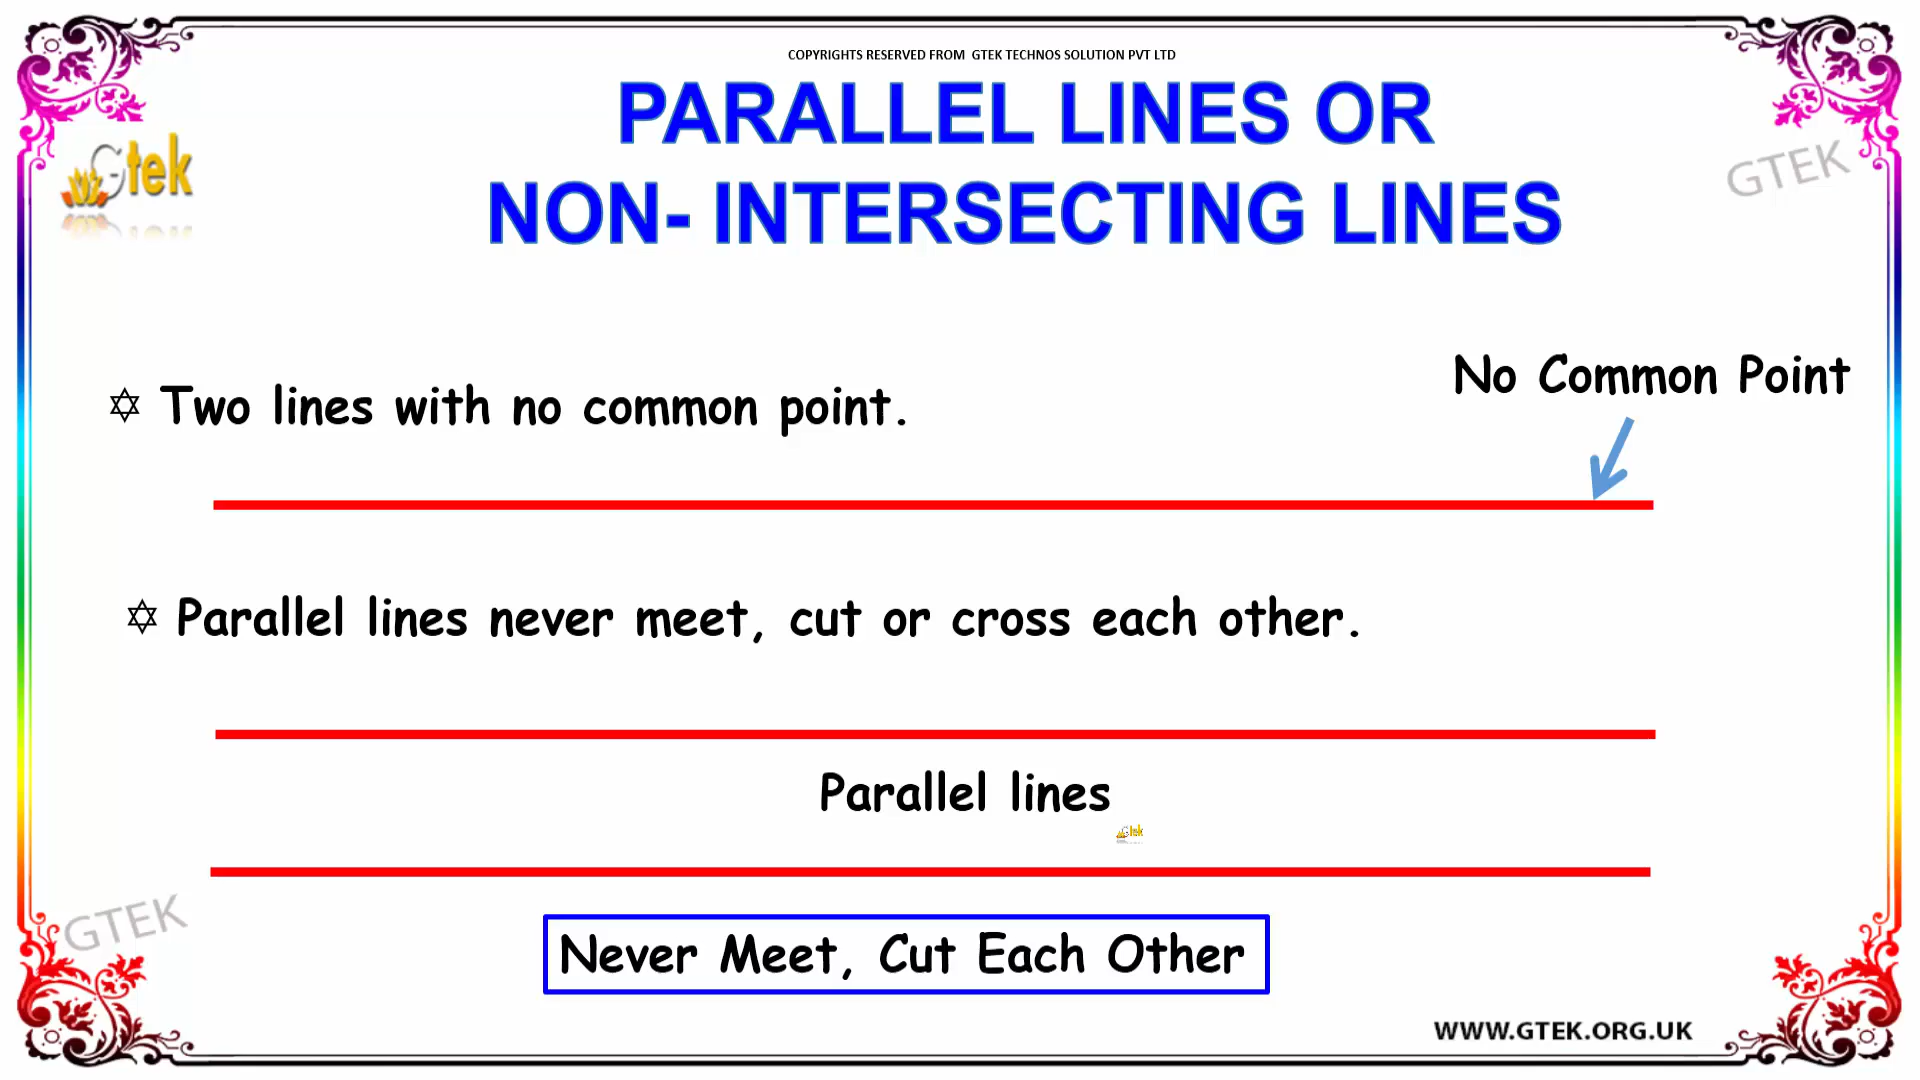 COPYRIGHTS RESERVED FROM GTEK TECHNOS SOLUTION PVT LTD
PARALLEL LINES OR
NON- INTERSECTING LINES
Gtek
GTEK
No Common Point
✡ Two lines with no common point.
✡ Parallel lines never meet, cut or cross each other.
Parallel lines
Gtek
GTEK
Never Meet, Cut Each Other
WWW.GTEK.ORG.UK